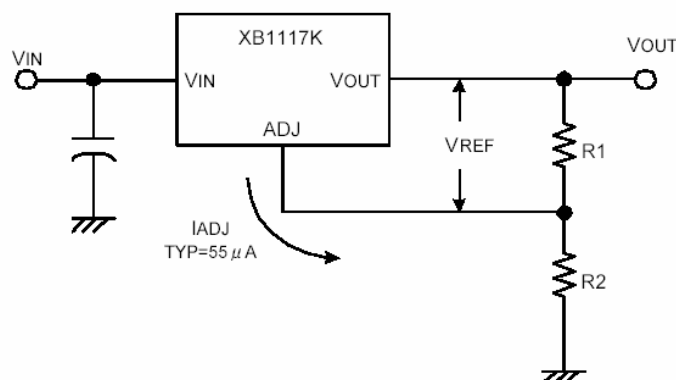 XB1117K
VIN
VIN
VOUT
VOUT
ADJ
VREF
R1
IADJ
TYP=55μA
R2